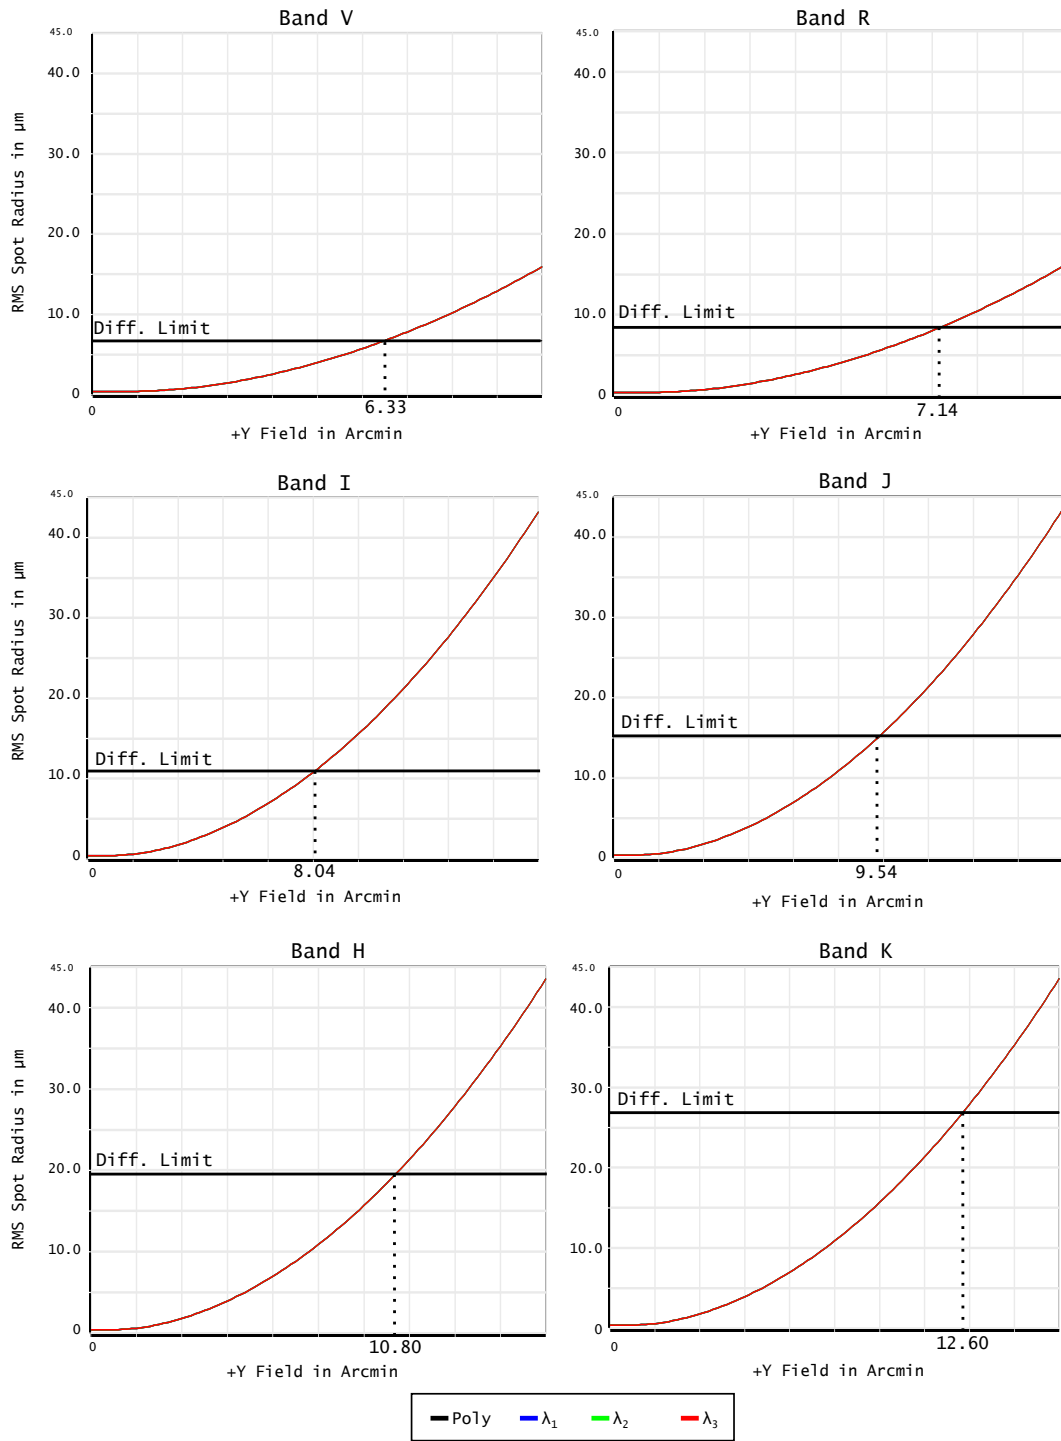 Band V
45.0
40.0
30.0
20.0
10.0
0
RMS Spot Radius in µm
Diff. Limit
0
6.33
+Y Field in Arcmin
Band R
45.0
40.0
30.0
20.0
10.0
0
Diff. Limit
0
7.14
+Y Field in Arcmin
Band I
45.0
40.0
30.0
20.0
10.0
0
RMS Spot Radius in µm
Diff. Limit
0
8.04
+Y Field in Arcmin
Band J
45.0
40.0
30.0
20.0
10.0
0
Diff. Limit
0
9.54
+Y Field in Arcmin
Band H
45.0
40.0
30.0
20.0
10.0
0
RMS Spot Radius in µm
Diff. Limit
0
10.80
+Y Field in Arcmin
Band K
45.0
40.0
30.0
20.0
10.0
0
Diff. Limit
0
12.60
+Y Field in Arcmin
Poly λ₁ λ₂ λ₃